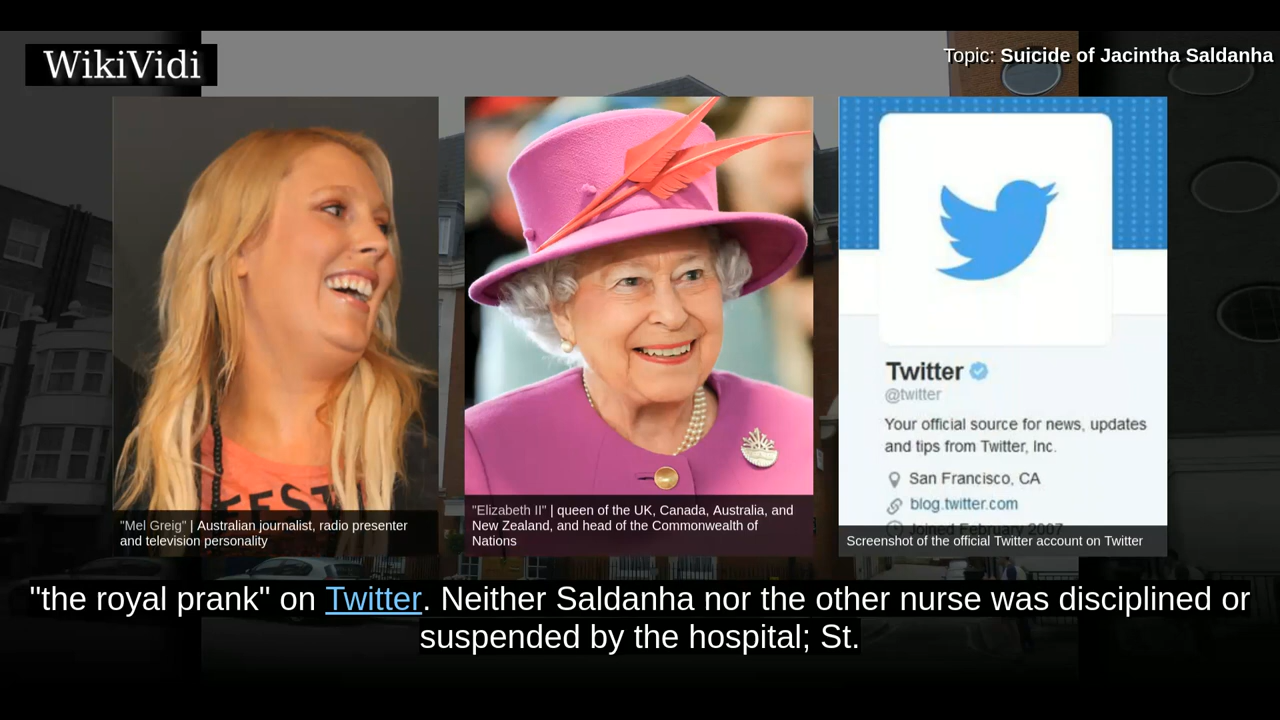 WikiVidi
Topic: Suicide of Jacintha Saldanha
FEST
"Mel Greig" | Australian journalist, radio presenter
and television personality
"Elizabeth II" | queen of the UK, Canada, Australia, and
New Zealand, and head of the Commonwealth of
Nations
Twitter
@twitter
Your official source for news, updates
and tips from Twitter, Inc.
San Francisco, CA
blog.twitter.com
Joined February 2007
Screenshot of the official Twitter account on Twitter
"the royal prank" on Twitter. Neither Saldanha nor the other nurse was disciplined or
suspended by the hospital; St.